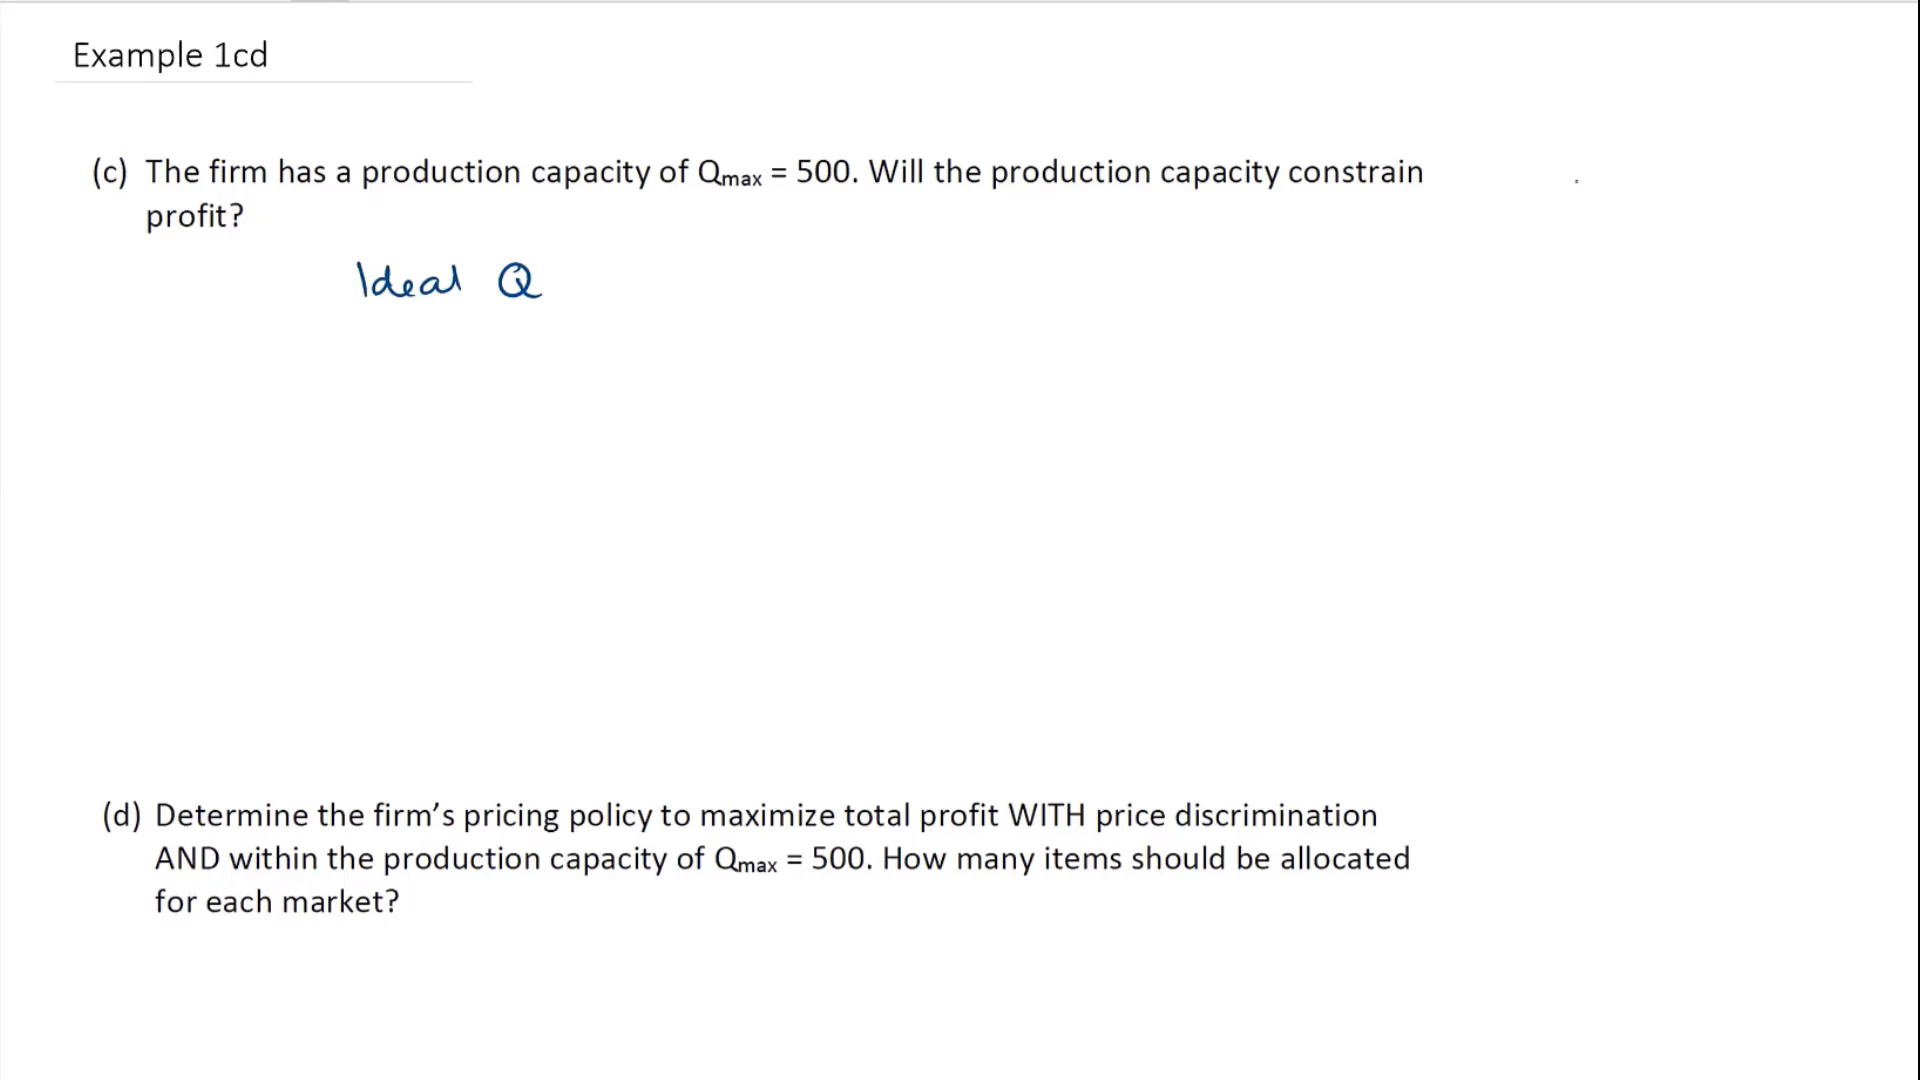 Example 1cd
(c) The firm has a production capacity of Qmax = 500. Will the production capacity constrain
profit?
Ideal Q
(d) Determine the firm’s pricing policy to maximize total profit WITH price discrimination
AND within the production capacity of Qmax = 500. How many items should be allocated
for each market?